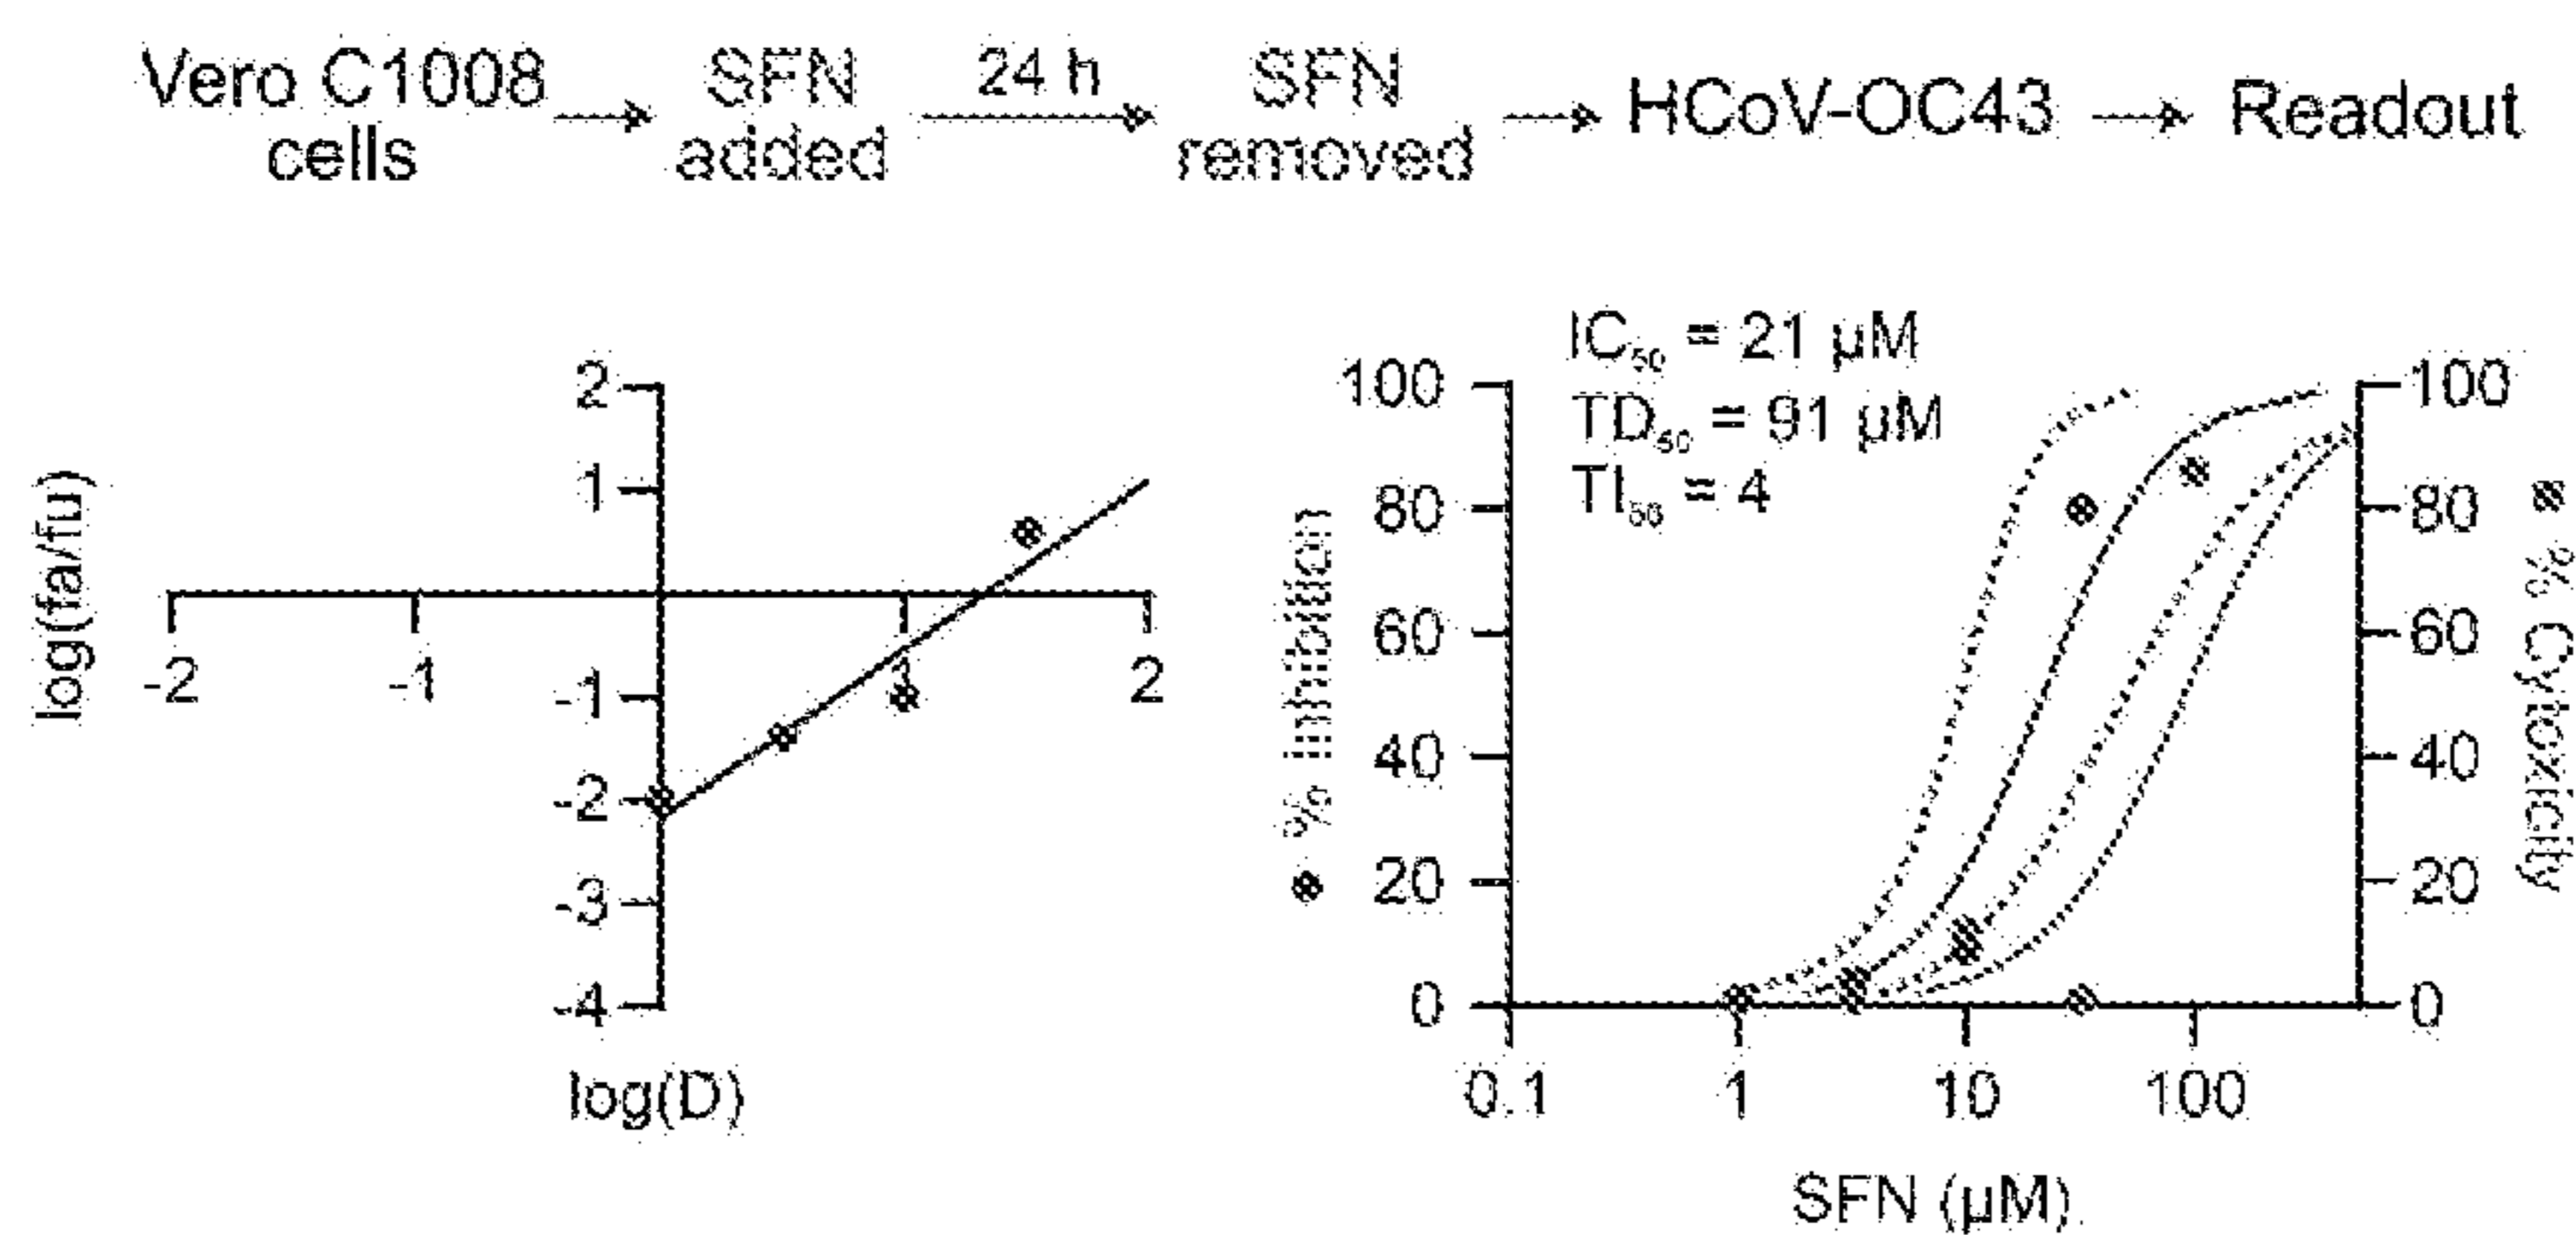 Vero C1008
cells
SFN
added
24 h
SFN
removed
HCoV-OC43
Readout
log(fa/fu)
2
1
-1
-2
-3
-4
-2
-1
1
2
log(D)
IC50 = 21 µM
TD50 = 91 µM
TI50 = 4
% Inhibition
100
80
60
40
20
0
100
80
60
40
20
0
% Cytoxicity
0.1
1
10
100
SFN (µM)